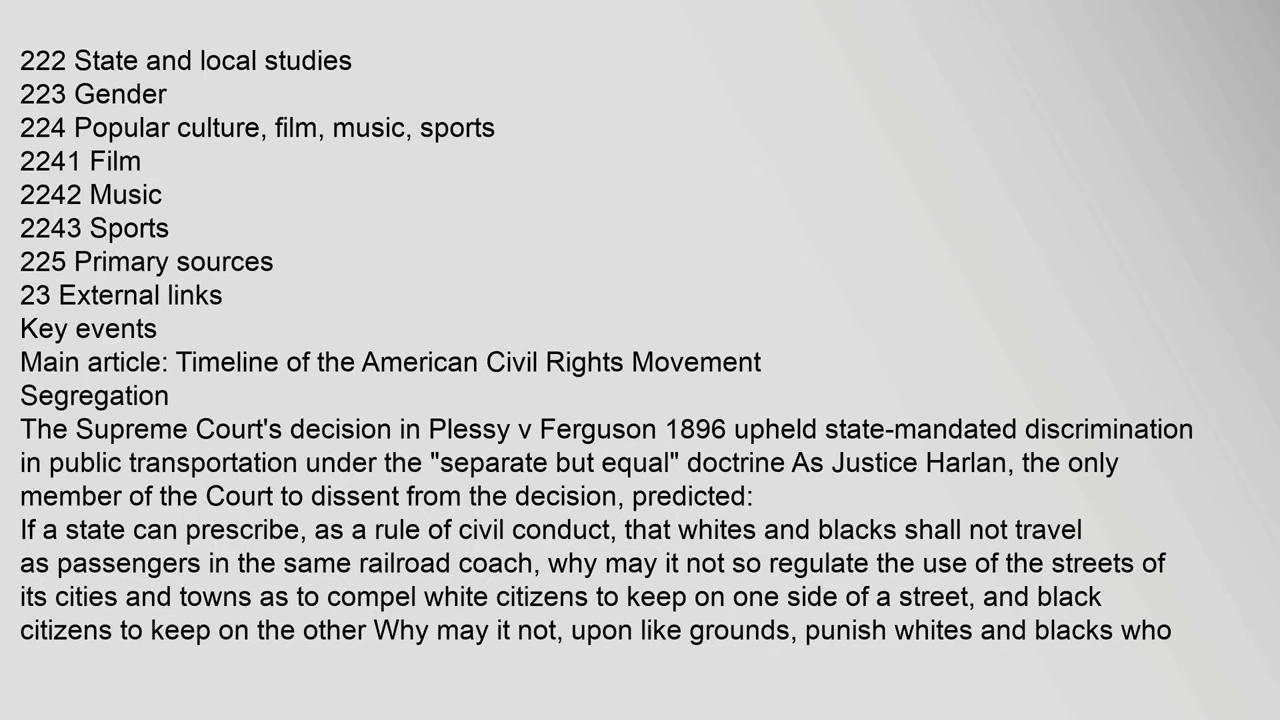 222 State and local studies
223 Gender
224 Popular culture, film, music, sports
2241 Film
2242 Music
2243 Sports
225 Primary sources
23 External links
Key events
Main article: Timeline of the American Civil Rights Movement
Segregation
The Supreme Court's decision in Plessy v Ferguson 1896 upheld state-mandated discrimination
in public transportation under the "separate but equal" doctrine As Justice Harlan, the only
member of the Court to dissent from the decision, predicted:
If a state can prescribe, as a rule of civil conduct, that whites and blacks shall not travel
as passengers in the same railroad coach, why may it not so regulate the use of the streets of
its cities and towns as to compel white citizens to keep on one side of a street, and black
citizens to keep on the other Why may it not, upon like grounds, punish whites and blacks who